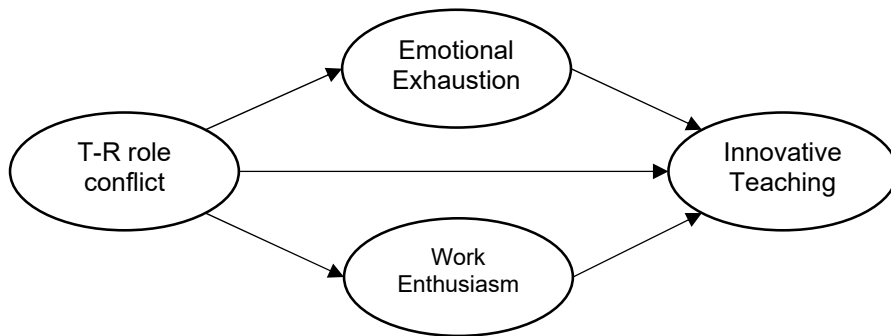 Emotional
Exhaustion
T-R role
conflict
Innovative
Teaching
Work
Enthusiasm